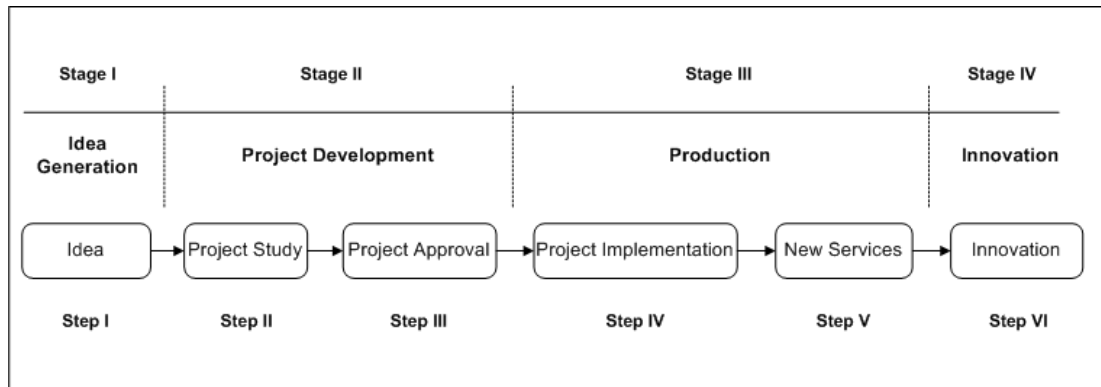 Stage I
Stage II
Stage III
Stage IV
Idea
Generation
Project Development
Production
Innovation
Idea
Project Study
Project Approval
Project Implementation
New Services
Innovation
Step I
Step II
Step III
Step IV
Step V
Step VI